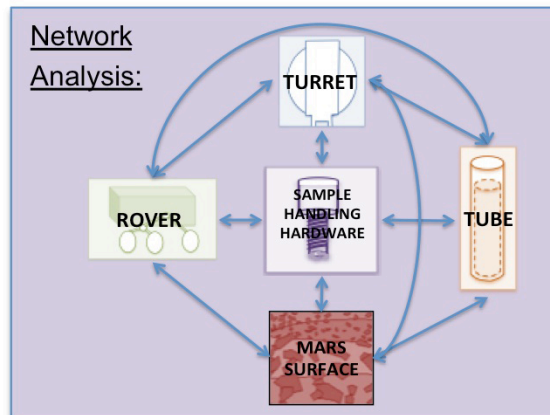 Network
Analysis:
TURRET
ROVER
SAMPLE
HANDLING
HARDWARE
TUBE
MARS
SURFACE